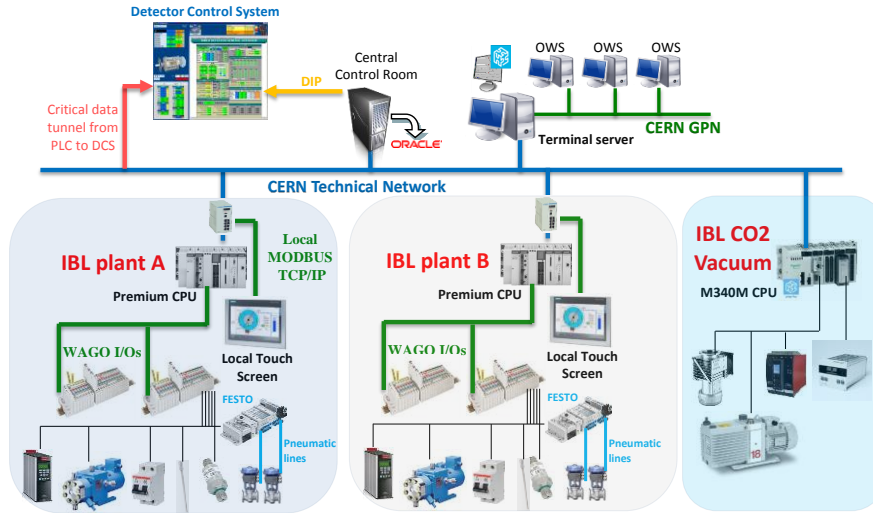 Detector Control System
Central
Control Room
OWS
OWS
OWS
DIP
Critical data
tunnel from
PLC to DCS
ORACLE
Terminal server
CERN GPN
CERN Technical Network
IBL plant A
Local
MODBUS
TCP/IP
Premium CPU
WAGO I/Os
Local Touch
Screen
FESTO
Pneumatic
lines
IBL plant B
Premium CPU
WAGO I/Os
Local Touch
Screen
FESTO
Pneumatic
lines
IBL CO2
Vacuum
M340M CPU
18